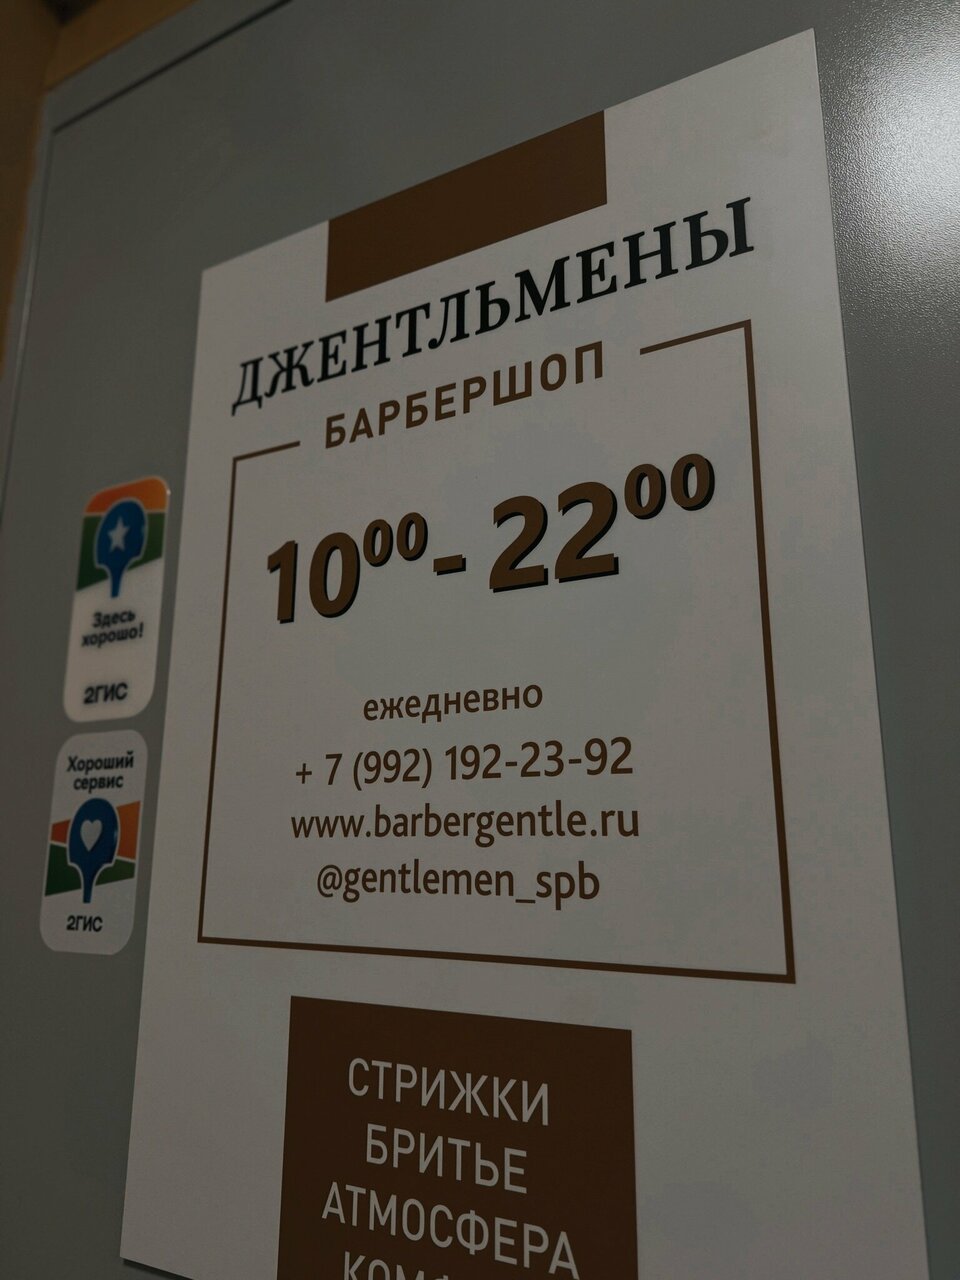 ДЖЕНТЛЬМЕНЫ
БАРБЕРШОП
10⁰⁰-22⁰⁰
ежедневно
+ 7 (992) 192-23-92
www.barbergentle.ru
@gentlemen_spb
СТРИЖКИ
БРИТЬЕ
АТМОСФЕРА
Здесь
хорошо!
2ГИС
Хороший
сервис
2ГИС